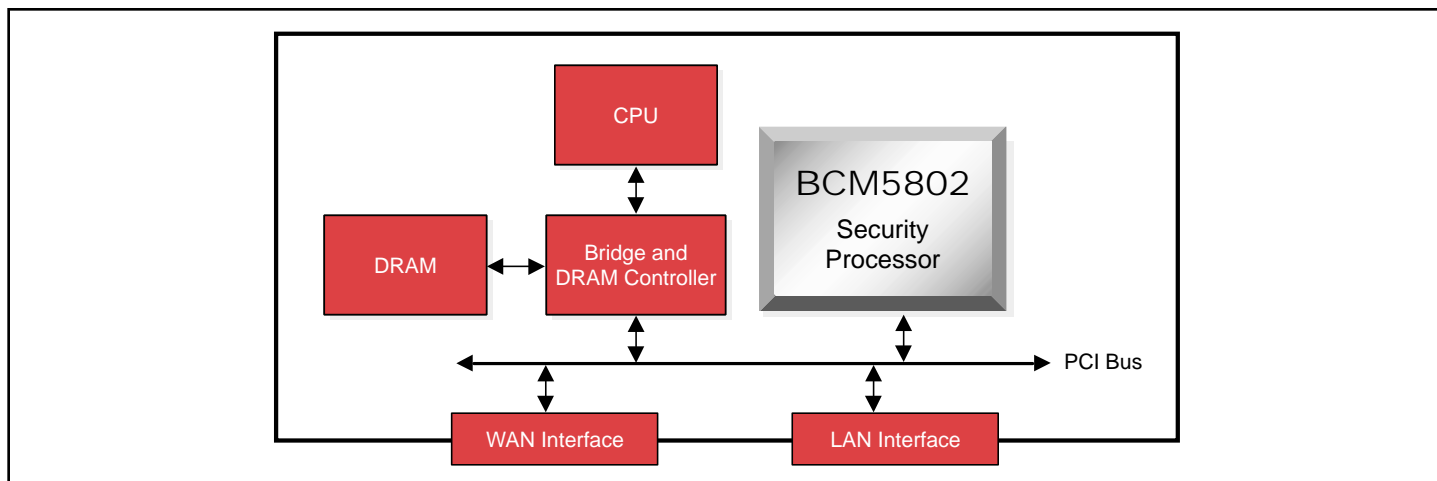 CPU
BCM5802
Security
Processor
DRAM
Bridge and
DRAM Controller
PCI Bus
WAN Interface
LAN Interface